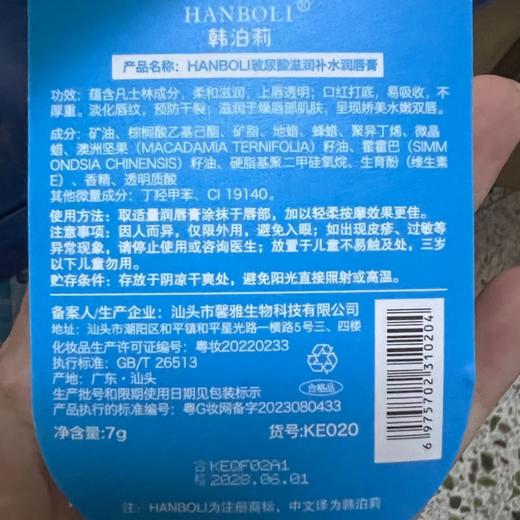 HANBOLI®
韩泊莉
产品名称：HANBOLI玻尿酸滋润补水润唇膏
功效：蕴含凡士林成分，柔和滋润，上唇透明；口红打底，易吸收，不
厚重。淡化唇纹，预防干裂；滋润干燥唇部肌肤，呈现娇美水嫩双唇。
成分：矿油、棕榈酸乙基己酯、矿脂、地蜡、蜂蜡、聚异丁烯、微晶
蜡、澳洲坚果（MACADAMIA TERNIFOLIA）籽油、霍霍巴（SIMM
ONDSIA CHINENSIS）籽油、硬脂基聚二甲硅氧烷、生育酚（维生素
E）、香精、透明质酸
其他微量成分：丁羟甲苯、CI 19140。
使用方法：取适量润唇膏涂抹于唇部，加以轻柔按摩效果更佳。
注意事项：因人而异，仅限外用，避免入眼；如出现皮疹、过敏等
异常现象，请停止使用或咨询医生；放置于儿童不易触及处，三岁
以下儿童勿用。
贮存条件：存放于阴凉干爽处，避免阳光直接照射或高温。
备案人/生产企业：汕头市馨雅生物科技有限公司
地址：汕头市潮阳区和平镇和平星光路一横路5号三、四楼
化妆品生产许可证编号：粤妆20220233
执行标准：GB/T 26513
产地：广东·汕头
生产批号和限期使用日期见包装标示
产品执行的标准编号：粤G妆网备字2023080433
合格品
净含量:7g
货号:KE020
6975702310204
合 KEQF02A1
格 2028.06.01
注：HANBOLI为注册商标，中文译为韩泊莉